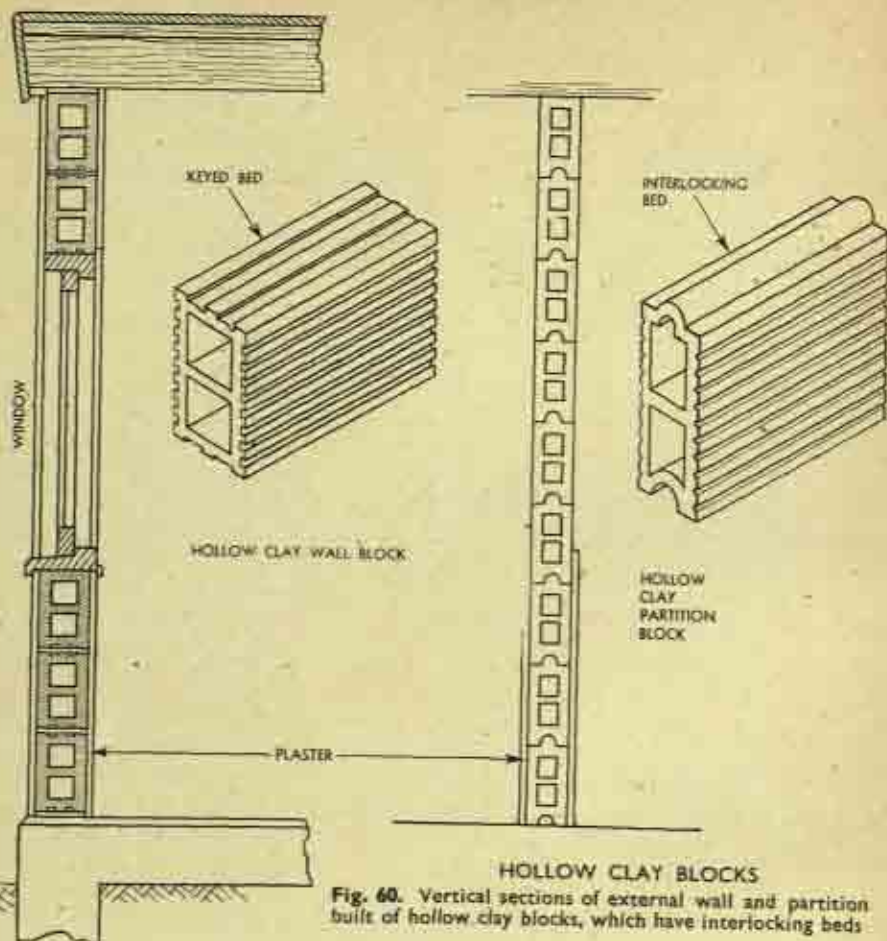 KEYED BED
INTERLOCKING
BED
WINDOW
HOLLOW CLAY WALL BLOCK
HOLLOW
CLAY
PARTITION
BLOCK
PLASTER
HOLLOW CLAY BLOCKS
Fig. 60. Vertical sections of external wall and partition
built of hollow clay blocks, which have interlocking beds